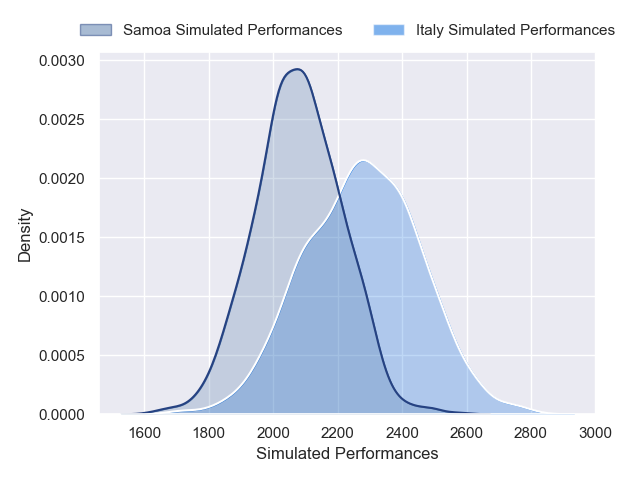 Samoa Simulated Performances Italy Simulated Performances
0.0030
0.0025
0.0020
0.0015
0.0010
0.0005
0.0000
Density
1600 1800 2000 2200 2400 2600 2800 3000
Simulated Performances